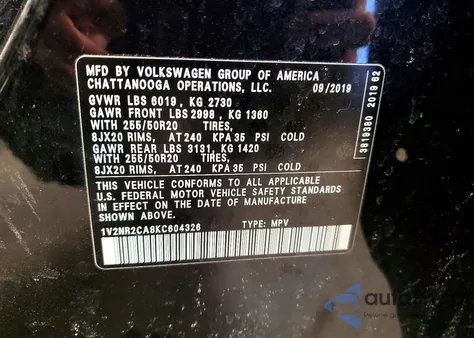 MFD BY VOLKSWAGEN GROUP OF AMERICA
CHATTANOOGA OPERATIONS, LLC. 09/2019
GVWR LBS 6019, KG 2730
GAWR FRONT LBS 2998, KG 1360
WITH 255/50R20 TIRES,
8JX20 RIMS, AT 240 KPA 35 PSI COLD
GAWR REAR LBS 3131, KG 1420
WITH 255/50R20 TIRES,
8JX20 RIMS, AT 240 KPA 35 PSI COLD
THIS VEHICLE CONFORMS TO ALL APPLICABLE
U.S. FEDERAL MOTOR VEHICLE SAFETY STANDARDS
IN EFFECT ON THE DATE OF MANUFACTURE
SHOWN ABOVE.
1V2NR2CA8KC604326 TYPE: MPV
3819380 2019 62